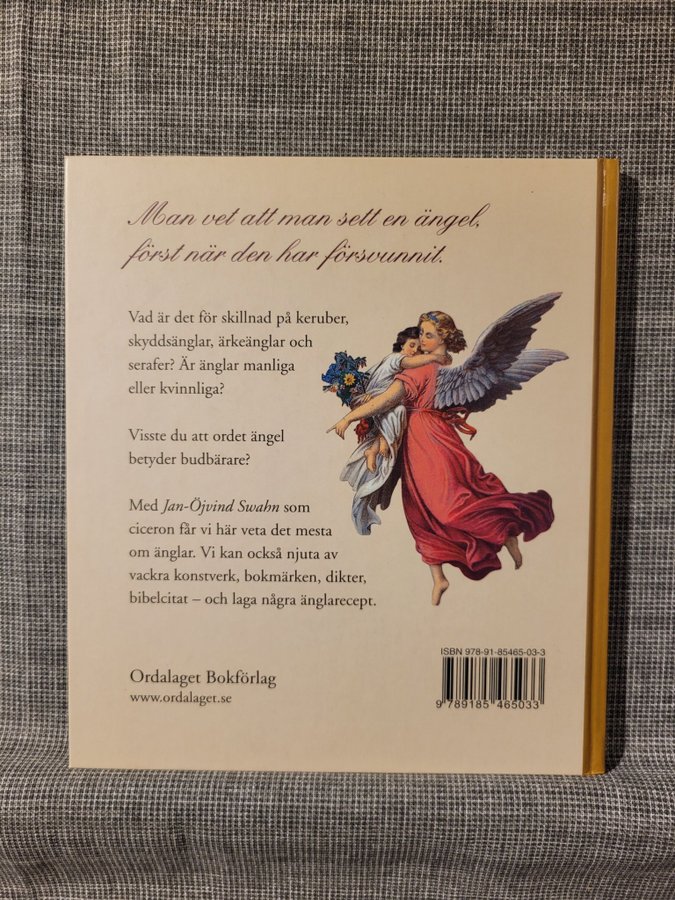 Man vet att man sett en ängel,
först när den har försvunnit.
Vad är det för skillnad på keruber,
skyddsänglar, ärkeänglar och
serafer? Är änglar manliga
eller kvinnliga?
Visste du att ordet ängel
betyder budbärare?
Med Jan-Öjvind Swahn som
ciceron får vi här veta det mesta
om änglar. Vi kan också njuta av
vackra konstverk, bokmärken, dikter,
bibelcitat – och laga några änglarecept.
Ordalaget Bokförlag
www.ordalaget.se
ISBN 978-91-85465-03-3
9 789185 465033